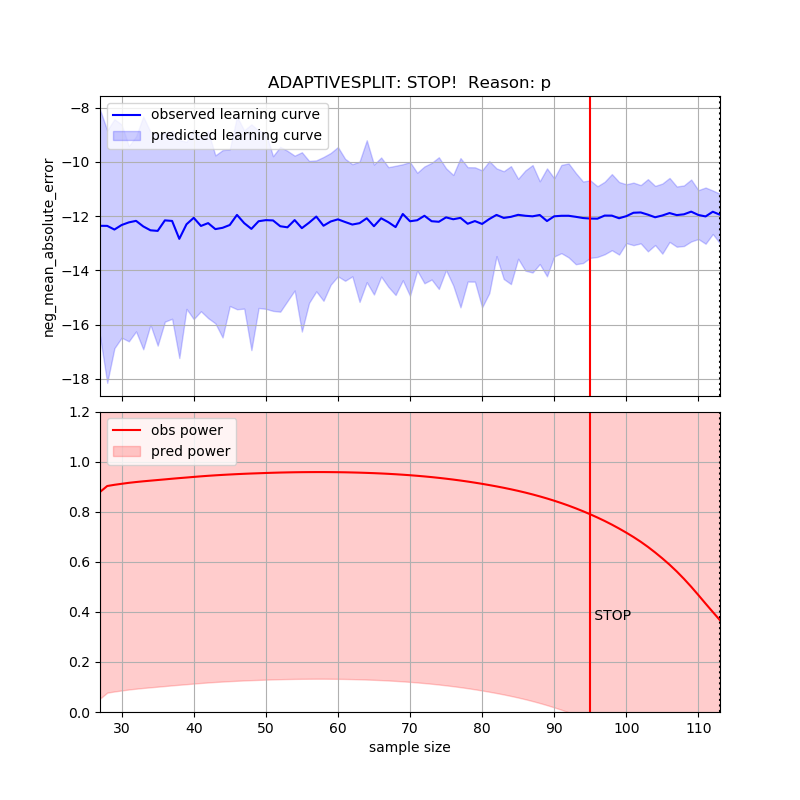 ADAPTIVESPLIT: STOP!  Reason: p
observed learning curve
predicted learning curve
−8
−10
−12
−14
−16
−18
neg_mean_absolute_error
obs power
pred power
1.2
1.0
0.8
0.6
0.4
0.2
0.0
STOP
30 40 50 60 70 80 90 100 110
sample size